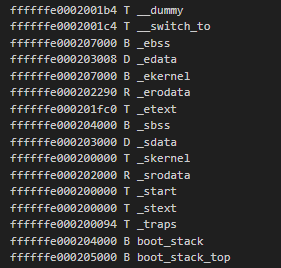 ffffffe0002001b4 T __dummy
ffffffe0002001c4 T __switch_to
ffffffe000207000 B _ebss
ffffffe000203008 D _edata
ffffffe000207000 B _ekernel
ffffffe000202290 R _erodata
ffffffe000201fc0 T _etext
ffffffe000204000 B _sbss
ffffffe000203000 D _sdata
ffffffe000200000 T _skernel
ffffffe000202000 R _srodata
ffffffe000200000 T _start
ffffffe000200000 T _stext
ffffffe000200094 T _traps
ffffffe000204000 B boot_stack
ffffffe000205000 B boot_stack_top